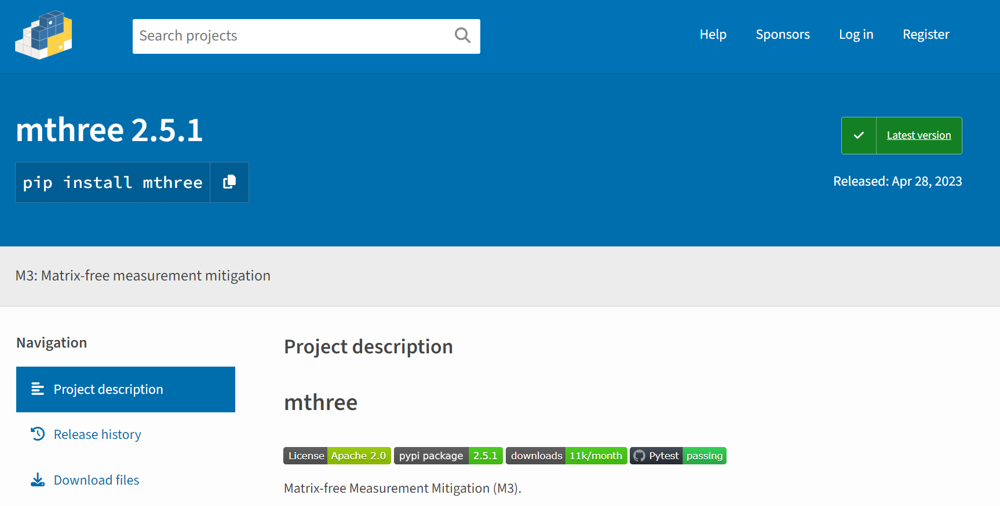 Search projects
Help
Sponsors
Log in
Register
mthree 2.5.1
pip install mthree
Latest version
Released: Apr 28, 2023
M3: Matrix-free measurement mitigation
Navigation
Project description
Release history
Download files
Project description
mthree
License Apache 2.0 pypi package 2.5.1 downloads 11k/month Pytest passing
Matrix-free Measurement Mitigation (M3).